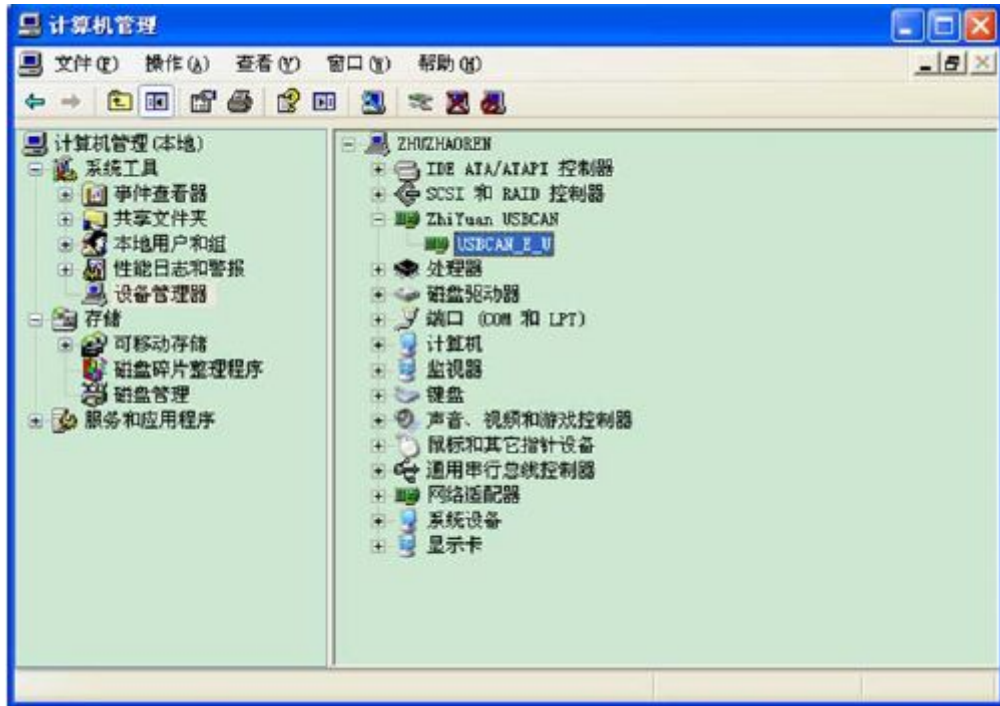 计算机管理
文件(F) 操作(A) 查看(V) 窗口(W) 帮助(H)
计算机管理(本地)
系统工具
事件查看器
共享文件夹
本地用户和组
性能日志和警报
设备管理器
存储
可移动存储
磁盘碎片整理程序
磁盘管理
服务和应用程序
ZHUZHAOREN
IDE ATA/ATAPI 控制器
SCSI 和 RAID 控制器
ZhiYuan USBCAN
USBCAN_E_U
处理器
磁盘驱动器
端口 (COM 和 LPT)
计算机
监视器
键盘
声音、视频和游戏控制器
鼠标和其它指针设备
通用串行总线控制器
网络适配器
系统设备
显示卡